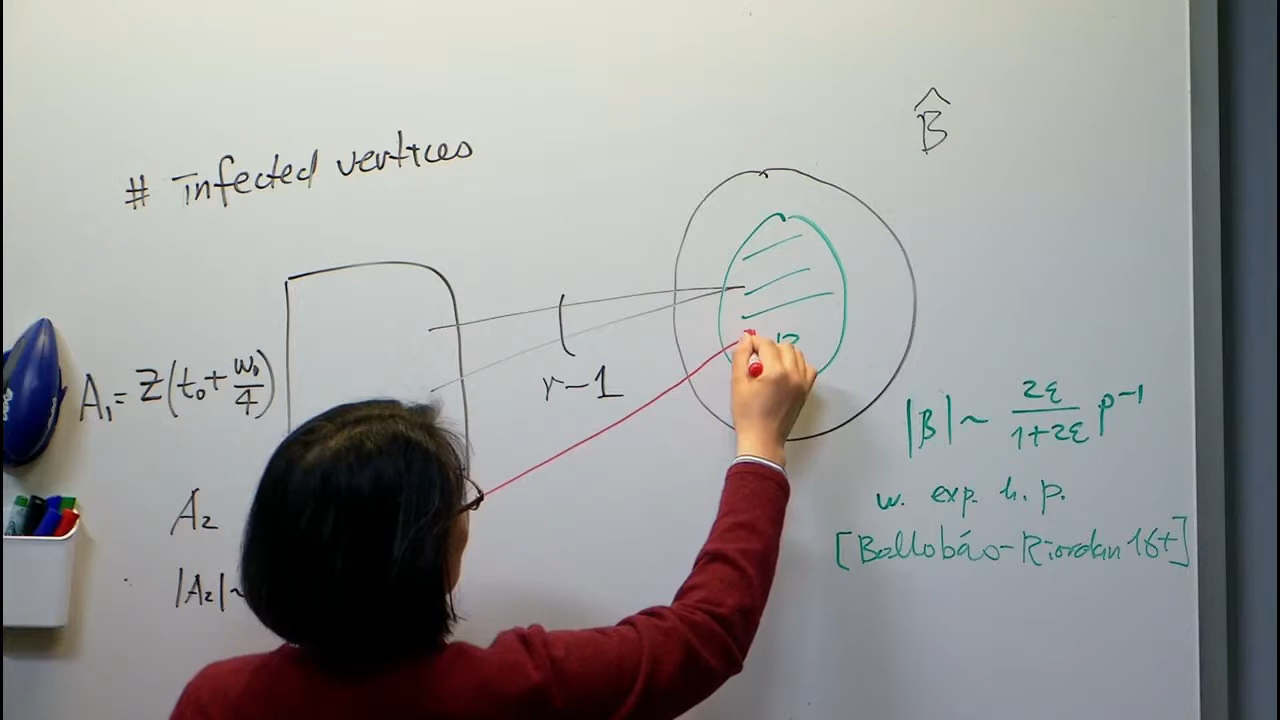 B̂
# infected vertices
A₁ = Z(t₀ + w₀/4)
r-1
|B| ~ 2ε/(1+2ε) p⁻¹
w. exp. h. p.
[Bollobás-Riordan 16+]
A₂
|A₂| ~
B